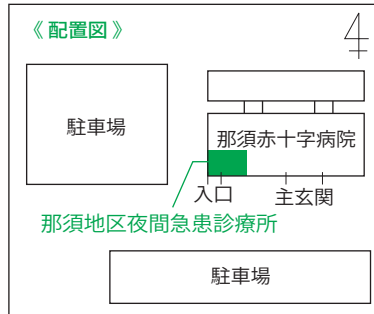 《配置図》
駐車場
那須赤十字病院
入口
主玄関
那須地区夜間急患診療所
駐車場